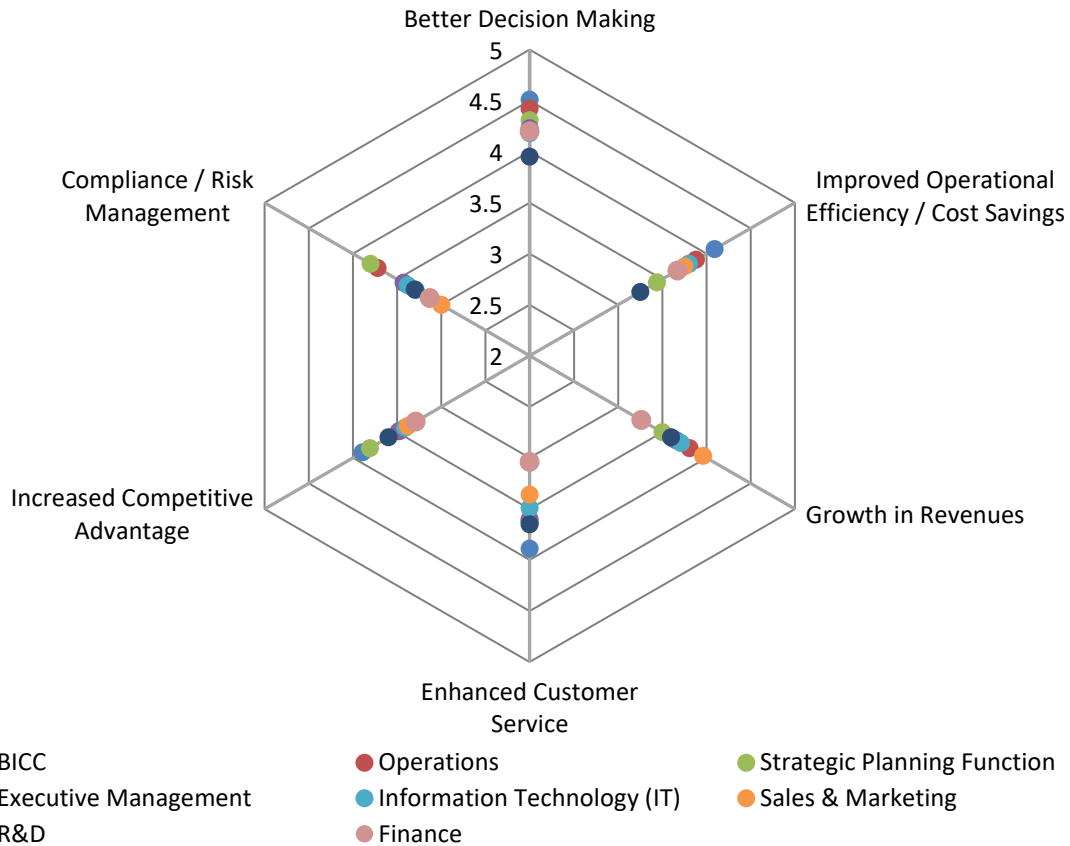 Better Decision Making
5
4.5
4
3.5
3
2.5
2
Compliance / Risk
Management
Improved Operational
Efficiency / Cost Savings
Increased Competitive
Advantage
Growth in Revenues
Enhanced Customer
Service
BICC
Operations
Strategic Planning Function
Executive Management
Information Technology (IT)
Sales & Marketing
R&D
Finance